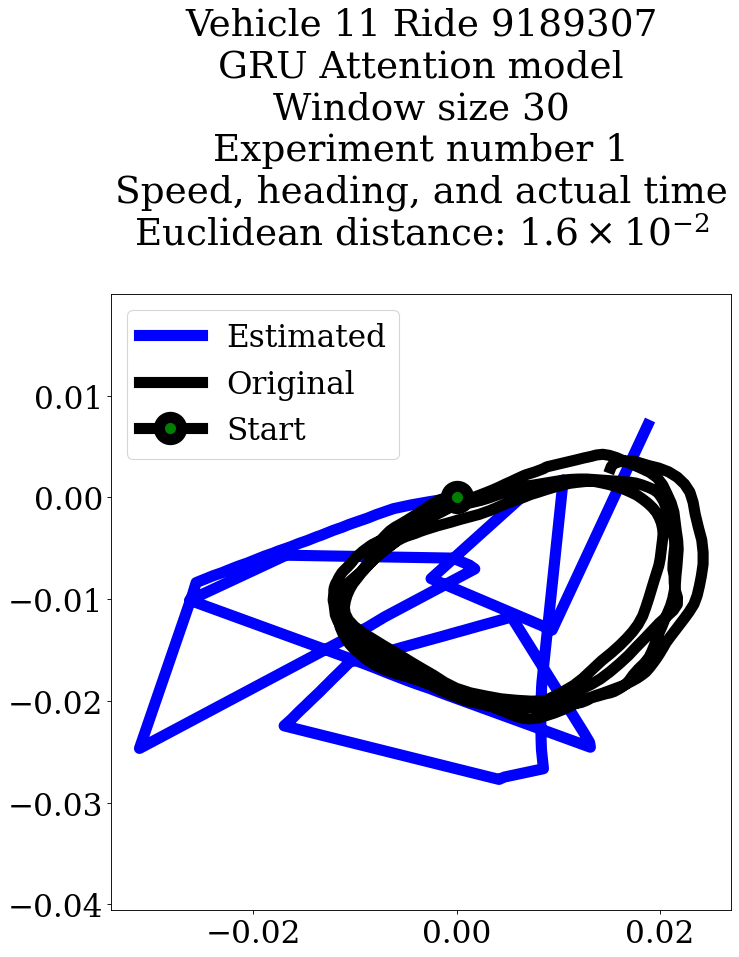 Vehicle 11 Ride 9189307
GRU Attention model
Window size 30
Experiment number 1
Speed, heading, and actual time
Euclidean distance: 1.6 × 10⁻²
Estimated
Original
Start
0.01
0.00
−0.01
−0.02
−0.03
−0.04
−0.02 0.00 0.02